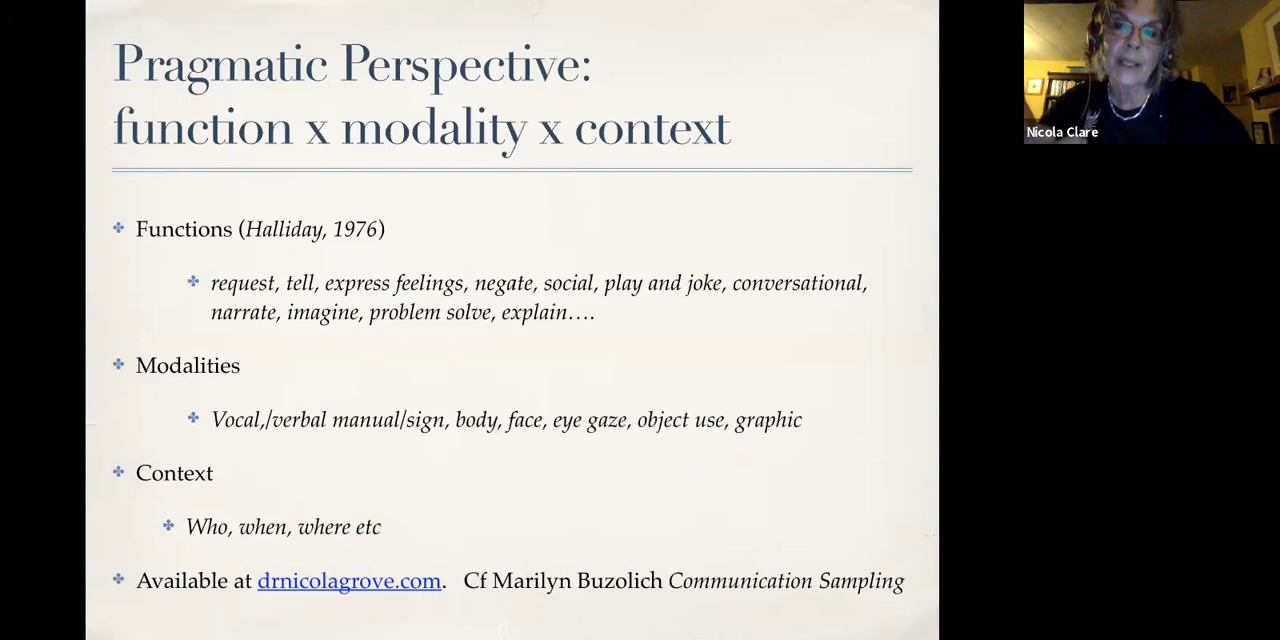 Pragmatic Perspective:
function x modality x context
Functions (Halliday, 1976)
request, tell, express feelings, negate, social, play and joke, conversational,
narrate, imagine, problem solve, explain….
Modalities
Vocal,/verbal manual/sign, body, face, eye gaze, object use, graphic
Context
Who, when, where etc
Available at drnicolagrove.com. Cf Marilyn Buzolich Communication Sampling
Nicola Clare